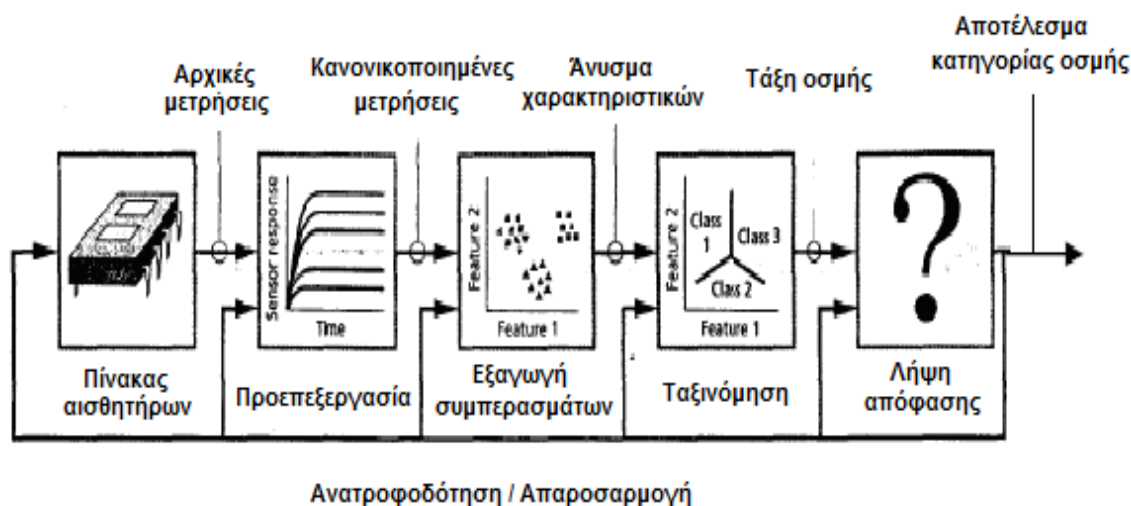 Αποτέλεσμα
κατηγορίας οσμής
Αρχικές
μετρήσεις
Κανονικοποιημένες
μετρήσεις
Άνυσμα
χαρακτηριστικών
Τάξη οσμής
Sensor response
Time
Feature 2
Feature 1
Feature 2
Class
1
Class 3
Class 2
Feature 1
?
Πίνακας
αισθητήρων
Προεπεξεργασία
Εξαγωγή
συμπερασμάτων
Ταξινόμηση
Λήψη
απόφασης
Ανατροφοδότηση / Απαροσαρμογή